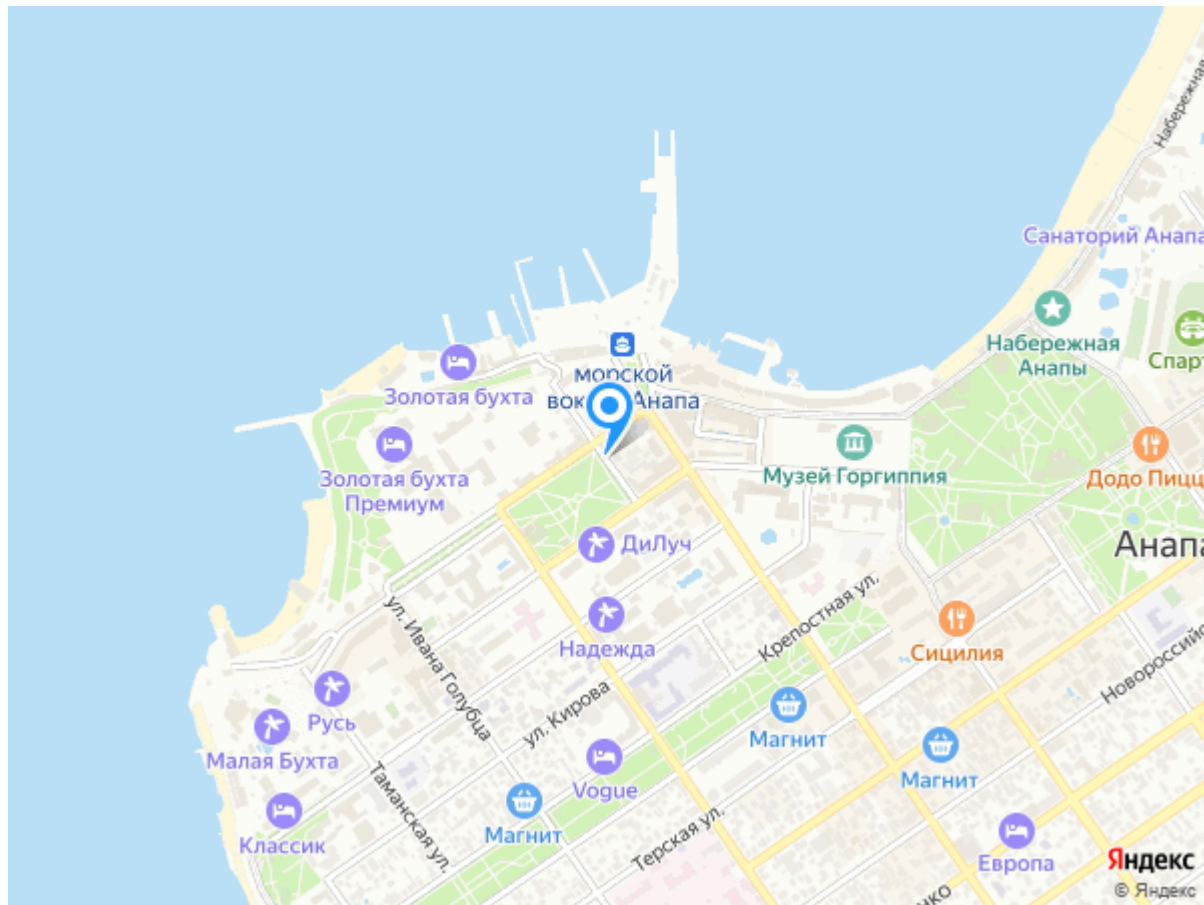 Набережная
Санаторий Анапа
Набережная
Анапы
Золотая бухта
морской
Анапа
Золотая бухта
Премиум
Музей Горгиппия
Додо Пицц
Спарт
Анапа
ДиЛуч
Крепостная ул.
Надежда
Сицилия
ул. Ивана Голубца
ул. Кирова
Новороссийс
Русь
Малая Бухта
Магнит
Магнит
Vogue
Таманская ул.
Классик
Магнит
Терская ул.
Европа
нко
Яндекс
© Яндекс